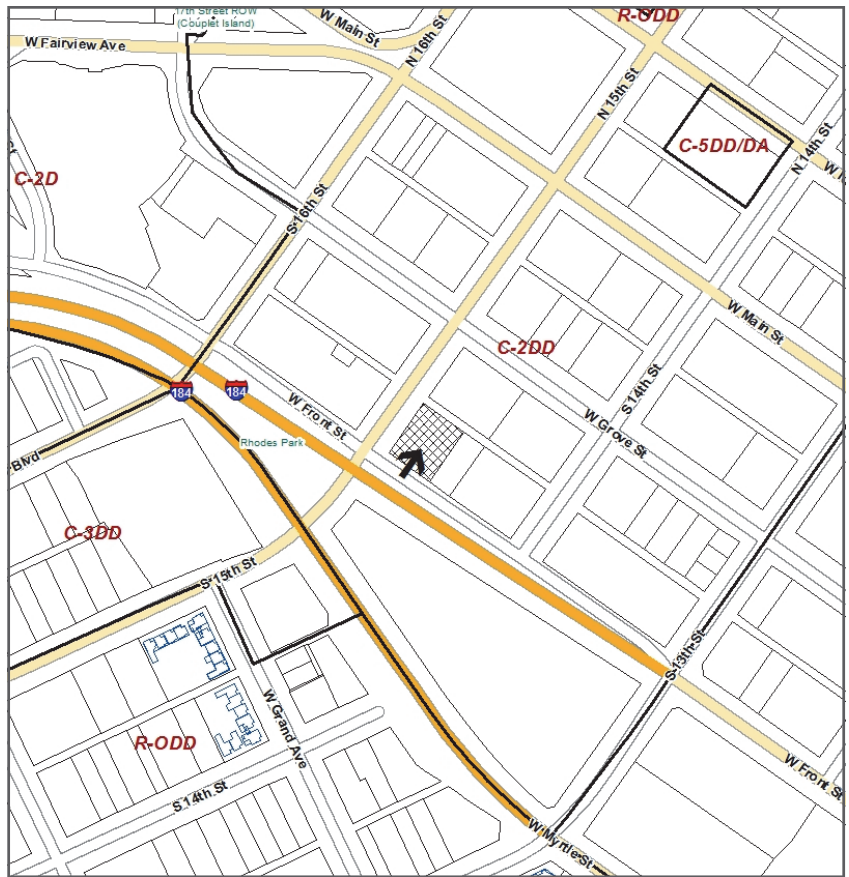 17th Street ROW
(Couplet Island)
W Main St
N 16th St
R-ODD
W Fairview Ave
N 15th St
C-5DD/DA
N 14th St
C-2D
S 16th St
W Main St
C-2DD
184
184
S 14th St
W Front St
W Grove St
Rhodes Park
Blvd
C-3DD
S 15th St
S 13th St
W Grand Ave
R-ODD
W Front St
S 14th St
W Myrtle St